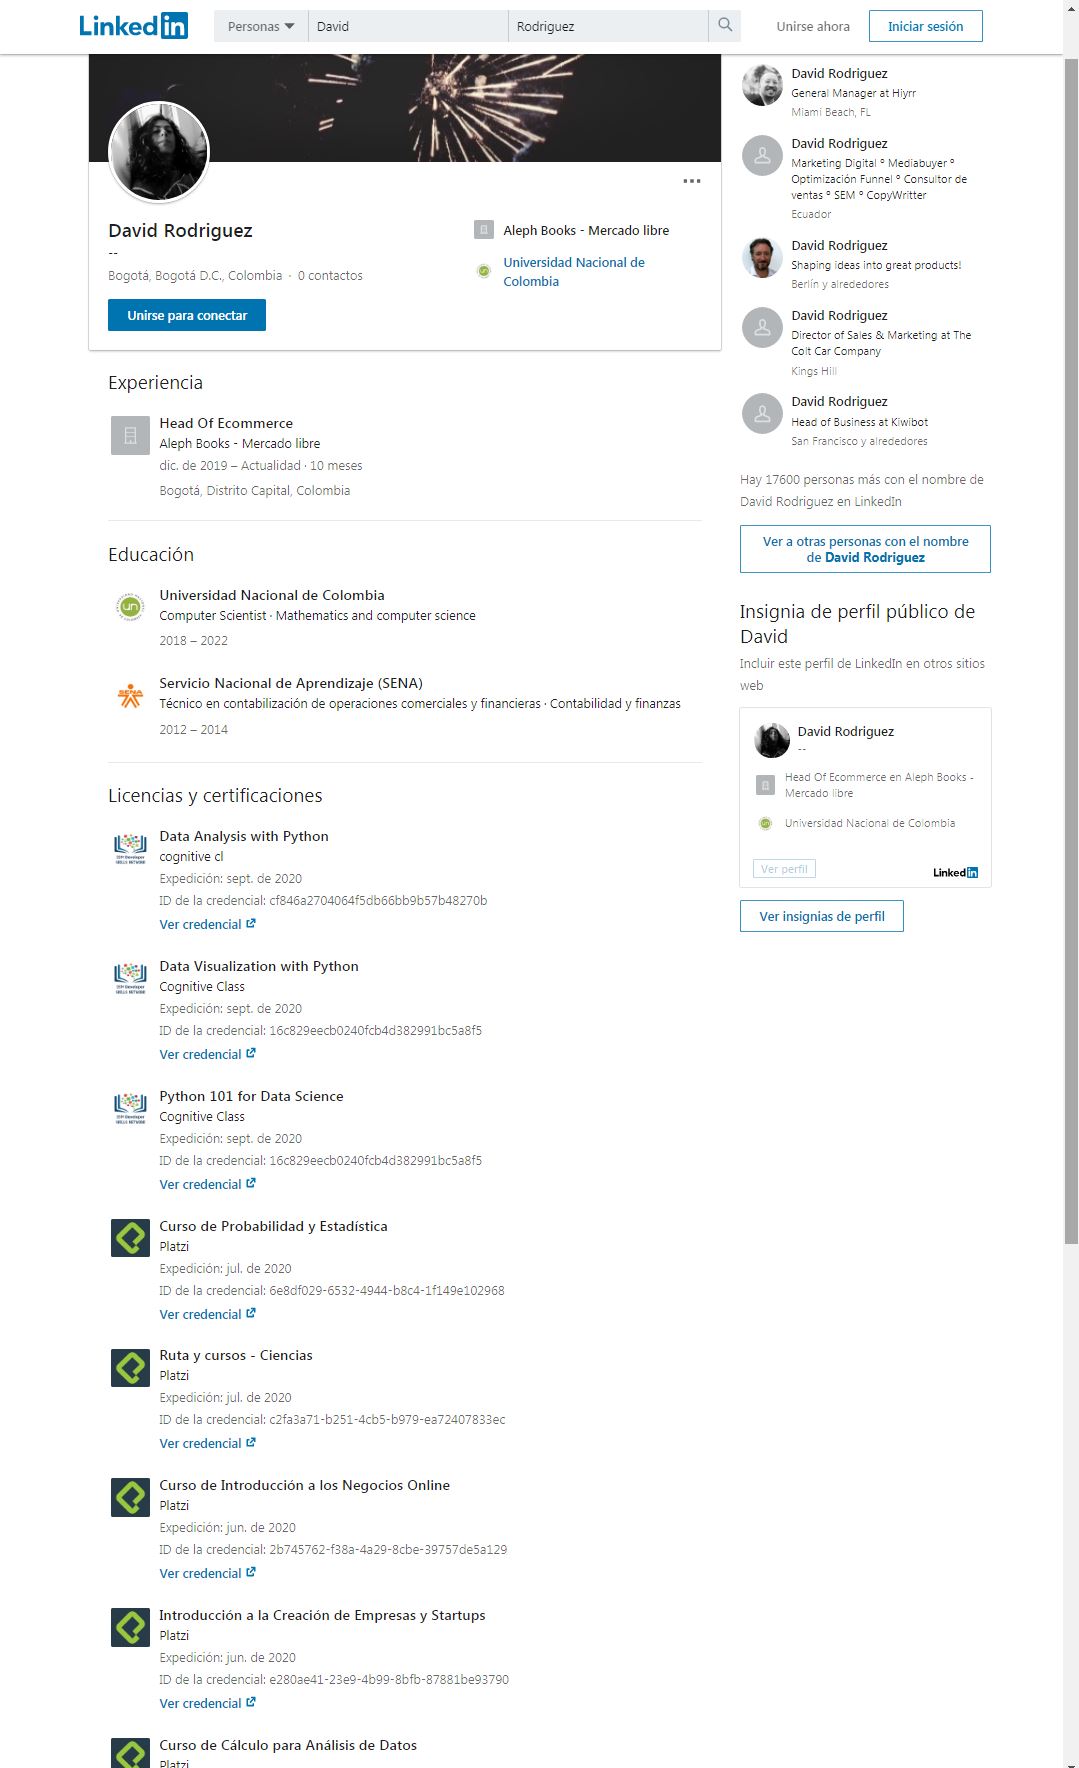 LinkedIn
Personas
David
Rodriguez
Unirse ahora
Iniciar sesión
David Rodriguez
--
Bogotá, Bogotá D.C., Colombia · 0 contactos
Unirse para conectar
Aleph Books - Mercado libre
Universidad Nacional de
Colombia
Experiencia
Head Of Ecommerce
Aleph Books - Mercado libre
dic. de 2019 – Actualidad · 10 meses
Bogotá, Distrito Capital, Colombia
Educación
Universidad Nacional de Colombia
Computer Scientist · Mathematics and computer science
2018 – 2022
SENA
Servicio Nacional de Aprendizaje (SENA)
Técnico en contabilización de operaciones comerciales y financieras · Contabilidad y finanzas
2012 – 2014
Licencias y certificaciones
Data Analysis with Python
cognitive cl
Expedición: sept. de 2020
ID de la credencial: cf846a2704064f5db66bb9b57b48270b
Ver credencial
Data Visualization with Python
Cognitive Class
Expedición: sept. de 2020
ID de la credencial: 16c829eecb0240fcb4d382991bc5a8f5
Ver credencial
Python 101 for Data Science
Cognitive Class
Expedición: sept. de 2020
ID de la credencial: 16c829eecb0240fcb4d382991bc5a8f5
Ver credencial
Curso de Probabilidad y Estadística
Platzi
Expedición: jul. de 2020
ID de la credencial: 6e8df029-6532-4944-b8c4-1f149e102968
Ver credencial
Ruta y cursos - Ciencias
Platzi
Expedición: jul. de 2020
ID de la credencial: c2fa3a71-b251-4cb5-b979-ea72407833ec
Ver credencial
Curso de Introducción a los Negocios Online
Platzi
Expedición: jun. de 2020
ID de la credencial: 2b745762-f38a-4a29-8cbe-39757de5a129
Ver credencial
Introducción a la Creación de Empresas y Startups
Platzi
Expedición: jun. de 2020
ID de la credencial: e280ae41-23e9-4b99-8bfb-87881be93790
Ver credencial
Curso de Cálculo para Análisis de Datos
Platzi
David Rodriguez
General Manager at Hiyrr
Miami Beach, FL
David Rodriguez
Marketing Digital º Mediabuyer º
Optimización Funnel º Consultor de
ventas º SEM º CopyWritter
Ecuador
David Rodriguez
Shaping ideas into great products!
Berlín y alrededores
David Rodriguez
Director of Sales & Marketing at The
Colt Car Company
Kings Hill
David Rodriguez
Head of Business at Kiwibot
San Francisco y alrededores
Hay 17600 personas más con el nombre de
David Rodriguez en LinkedIn
Ver a otras personas con el nombre
de David Rodriguez
Insignia de perfil público de
David
Incluir este perfil de LinkedIn en otros sitios
web
David Rodriguez
--
Head Of Ecommerce en Aleph Books -
Mercado libre
Universidad Nacional de Colombia
Ver perfil
LinkedIn
Ver insignias de perfil